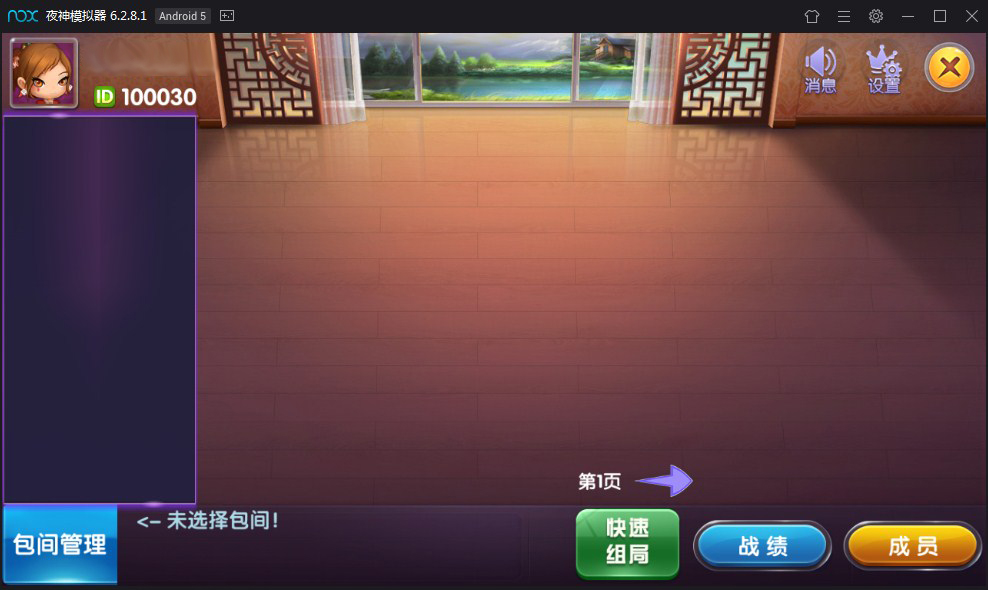 nox 夜神模拟器 6.2.8.1 Android 5
ID 100030
消息
设置
第1页
<- 未选择包间!
包间管理
快速
组局
战绩
成员